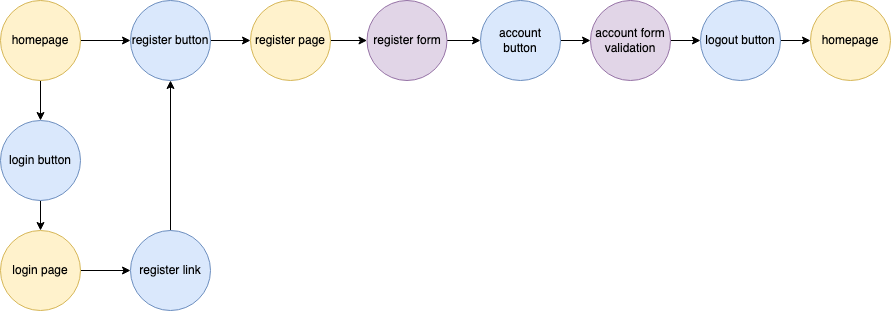 homepage
register button
register page
register form
account
button
account form
validation
logout button
homepage
login button
login page
register link